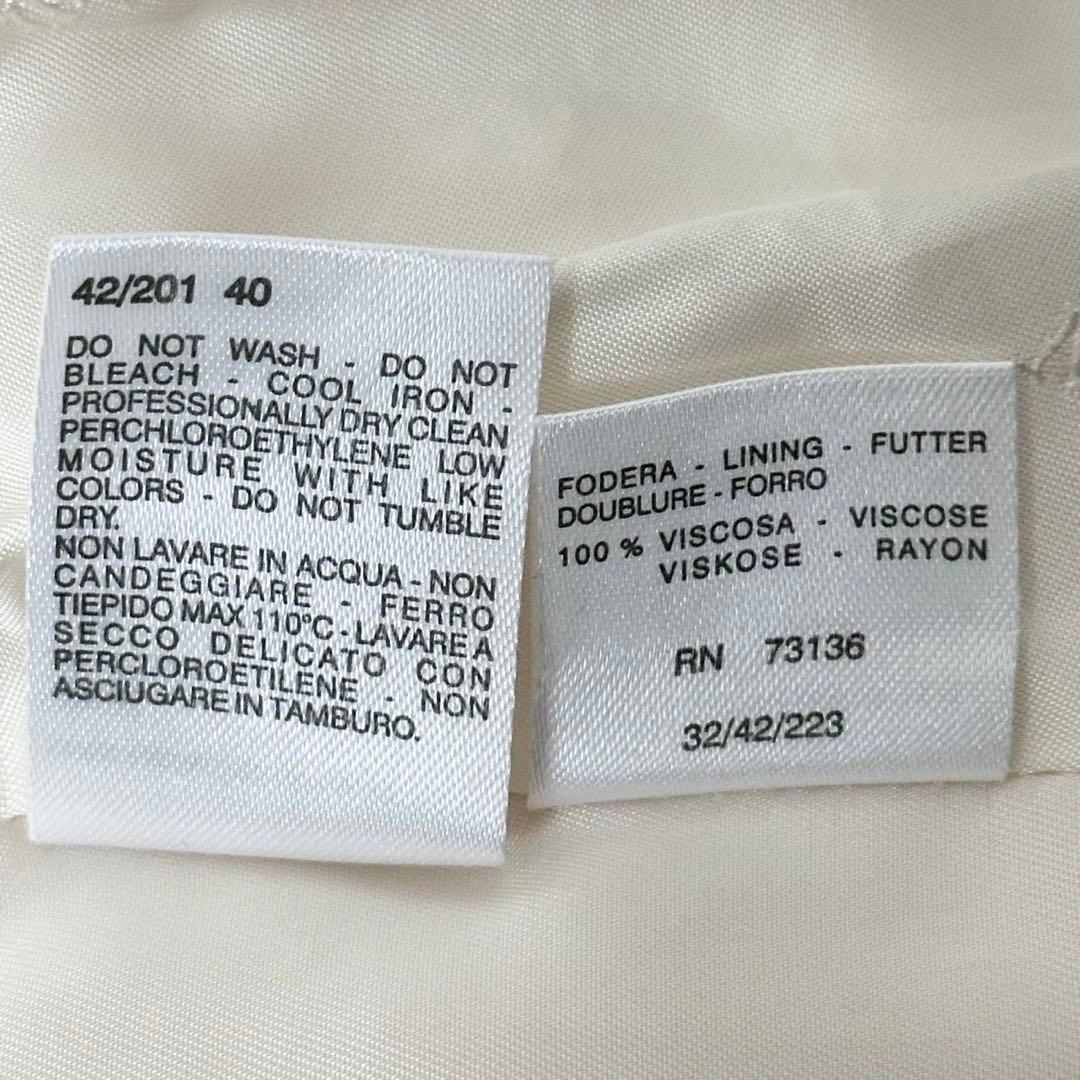 42/201 40
DO NOT WASH - DO NOT
BLEACH - COOL IRON -
PROFESSIONALLY DRY CLEAN
PERCHLOROETHYLENE LOW
MOISTURE WITH LIKE
COLORS - DO NOT TUMBLE
DRY.
NON LAVARE IN ACQUA - NON
CANDEGGIARE - FERRO
TIEPIDO MAX 110°C - LAVARE A
SECCO DELICATO CON
PERCLOROETILENE - NON
ASCIUGARE IN TAMBURO.
FODERA - LINING - FUTTER
DOUBLURE - FORRO
100 % VISCOSA - VISCOSE
VISKOSE - RAYON
RN 73136
32/42/223